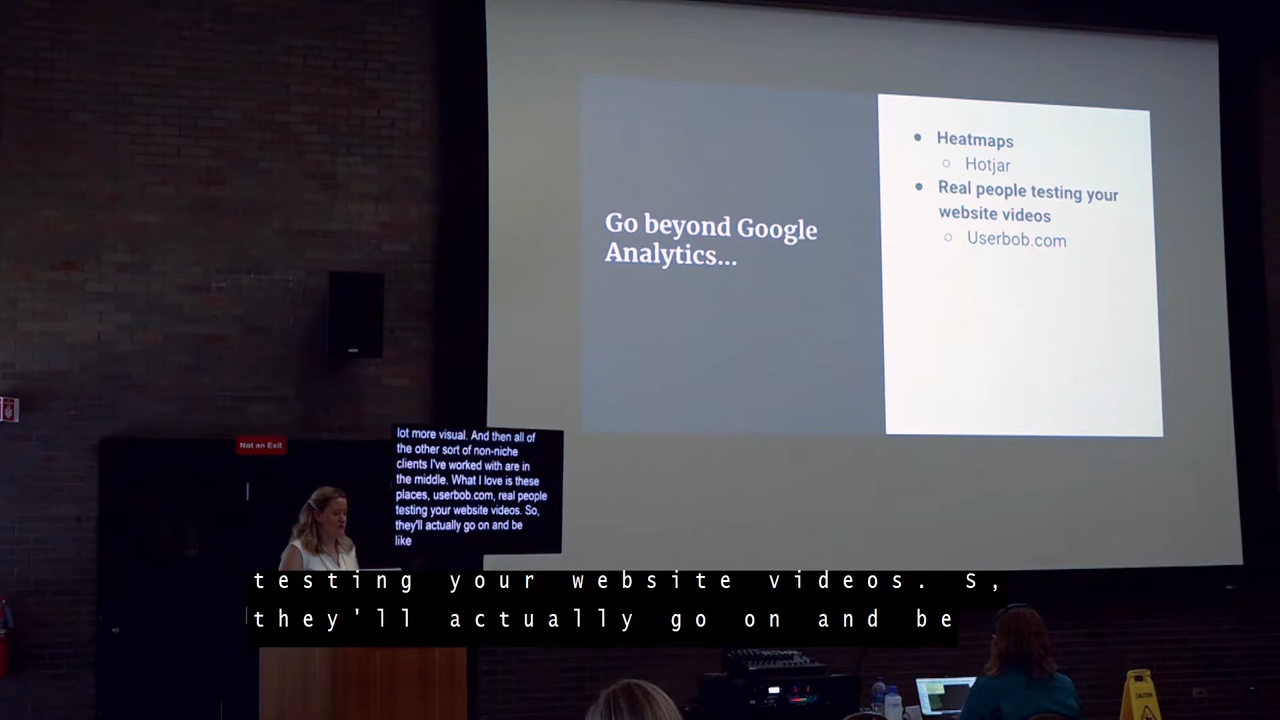 Go beyond Google
Analytics...
● Heatmaps
○ Hotjar
● Real people testing your
website videos
○ Userbob.com
Not an Exit
lot more visual. And then all of
the other sort of non-niche
clients I've worked with are in
the middle. What I love is these
places, userbob.com, real people
testing your website videos. So,
they'll actually go on and be
like
testing your website videos. S,
they'll actually go on and be
CAUTION